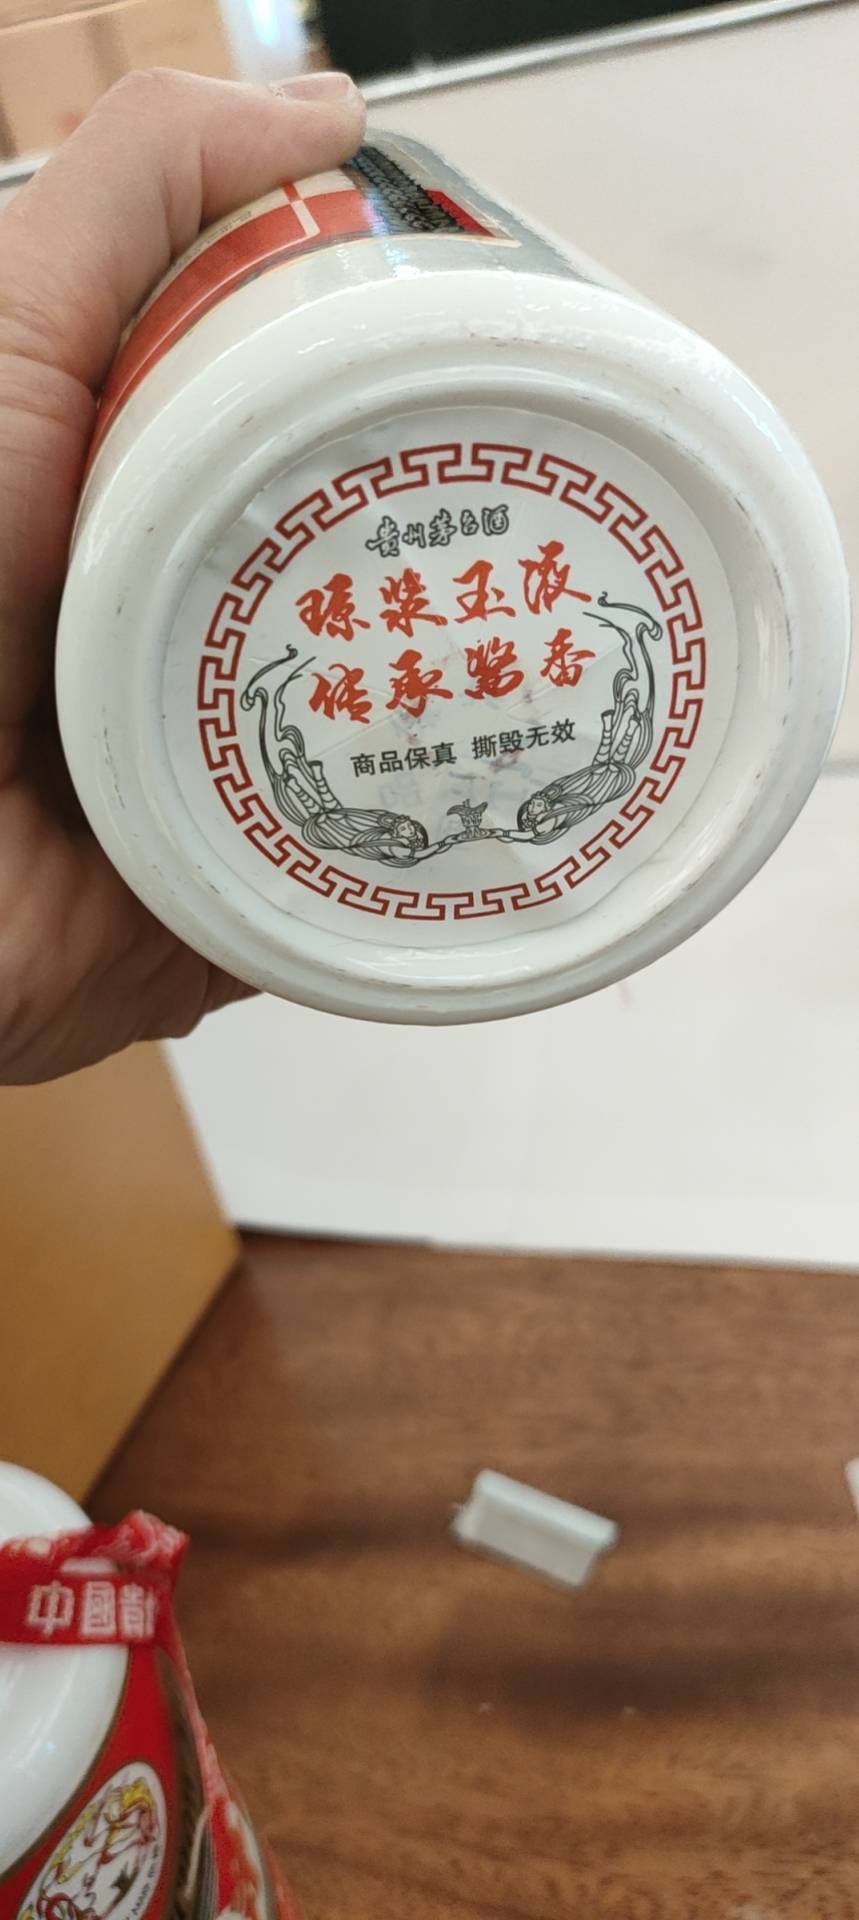 贵州茅台酒
琼浆玉液
传承酱香
商品保真 撕毁无效
中國貴